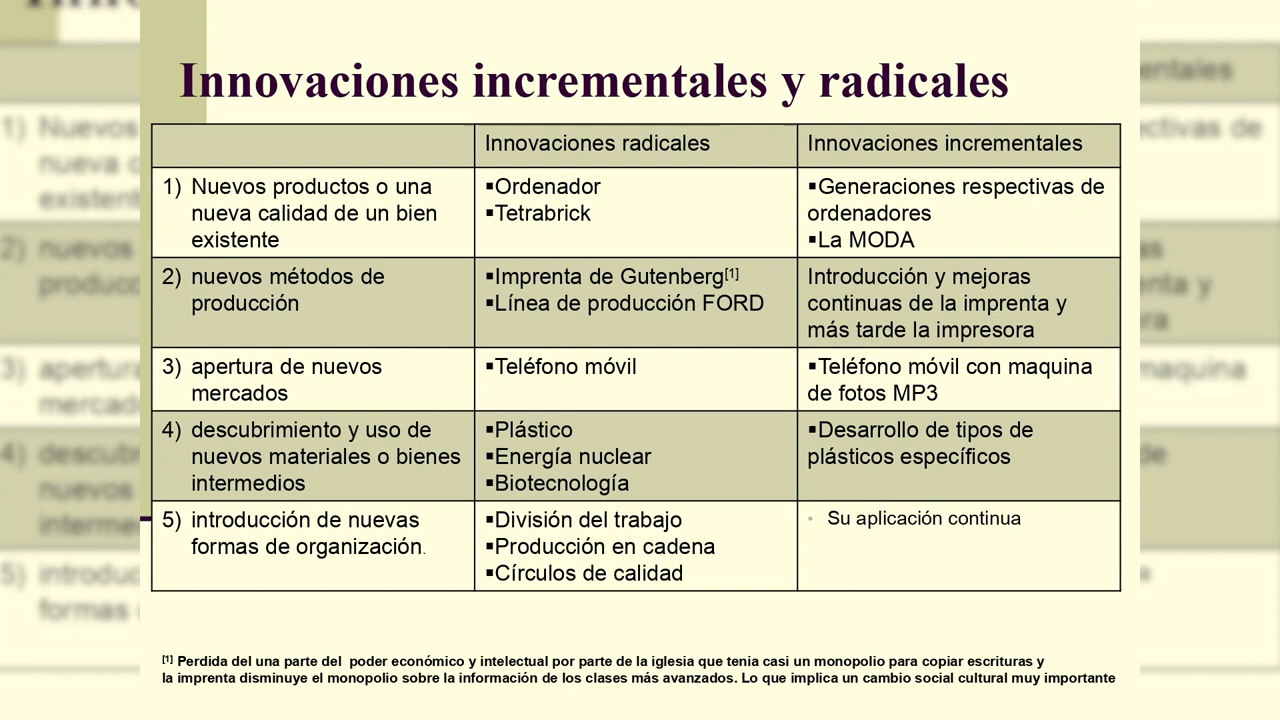 Innovaciones incrementales y radicales
Innovaciones radicales
Innovaciones incrementales
1) Nuevos productos o una
nueva calidad de un bien
existente
▪Ordenador
▪Tetrabrick
▪Generaciones respectivas de
ordenadores
▪La MODA
2) nuevos métodos de
producción
▪Imprenta de Gutenberg[1]
▪Línea de producción FORD
Introducción y mejoras
continuas de la imprenta y
más tarde la impresora
3) apertura de nuevos
mercados
▪Teléfono móvil
▪Teléfono móvil con maquina
de fotos MP3
4) descubrimiento y uso de
nuevos materiales o bienes
intermedios
▪Plástico
▪Energía nuclear
▪Biotecnología
▪Desarrollo de tipos de
plásticos específicos
5) introducción de nuevas
formas de organización.
▪División del trabajo
▪Producción en cadena
▪Círculos de calidad
• Su aplicación continua
[1] Perdida del una parte del poder económico y intelectual por parte de la iglesia que tenia casi un monopolio para copiar escrituras y
la imprenta disminuye el monopolio sobre la información de los clases más avanzados. Lo que implica un cambio social cultural muy importante